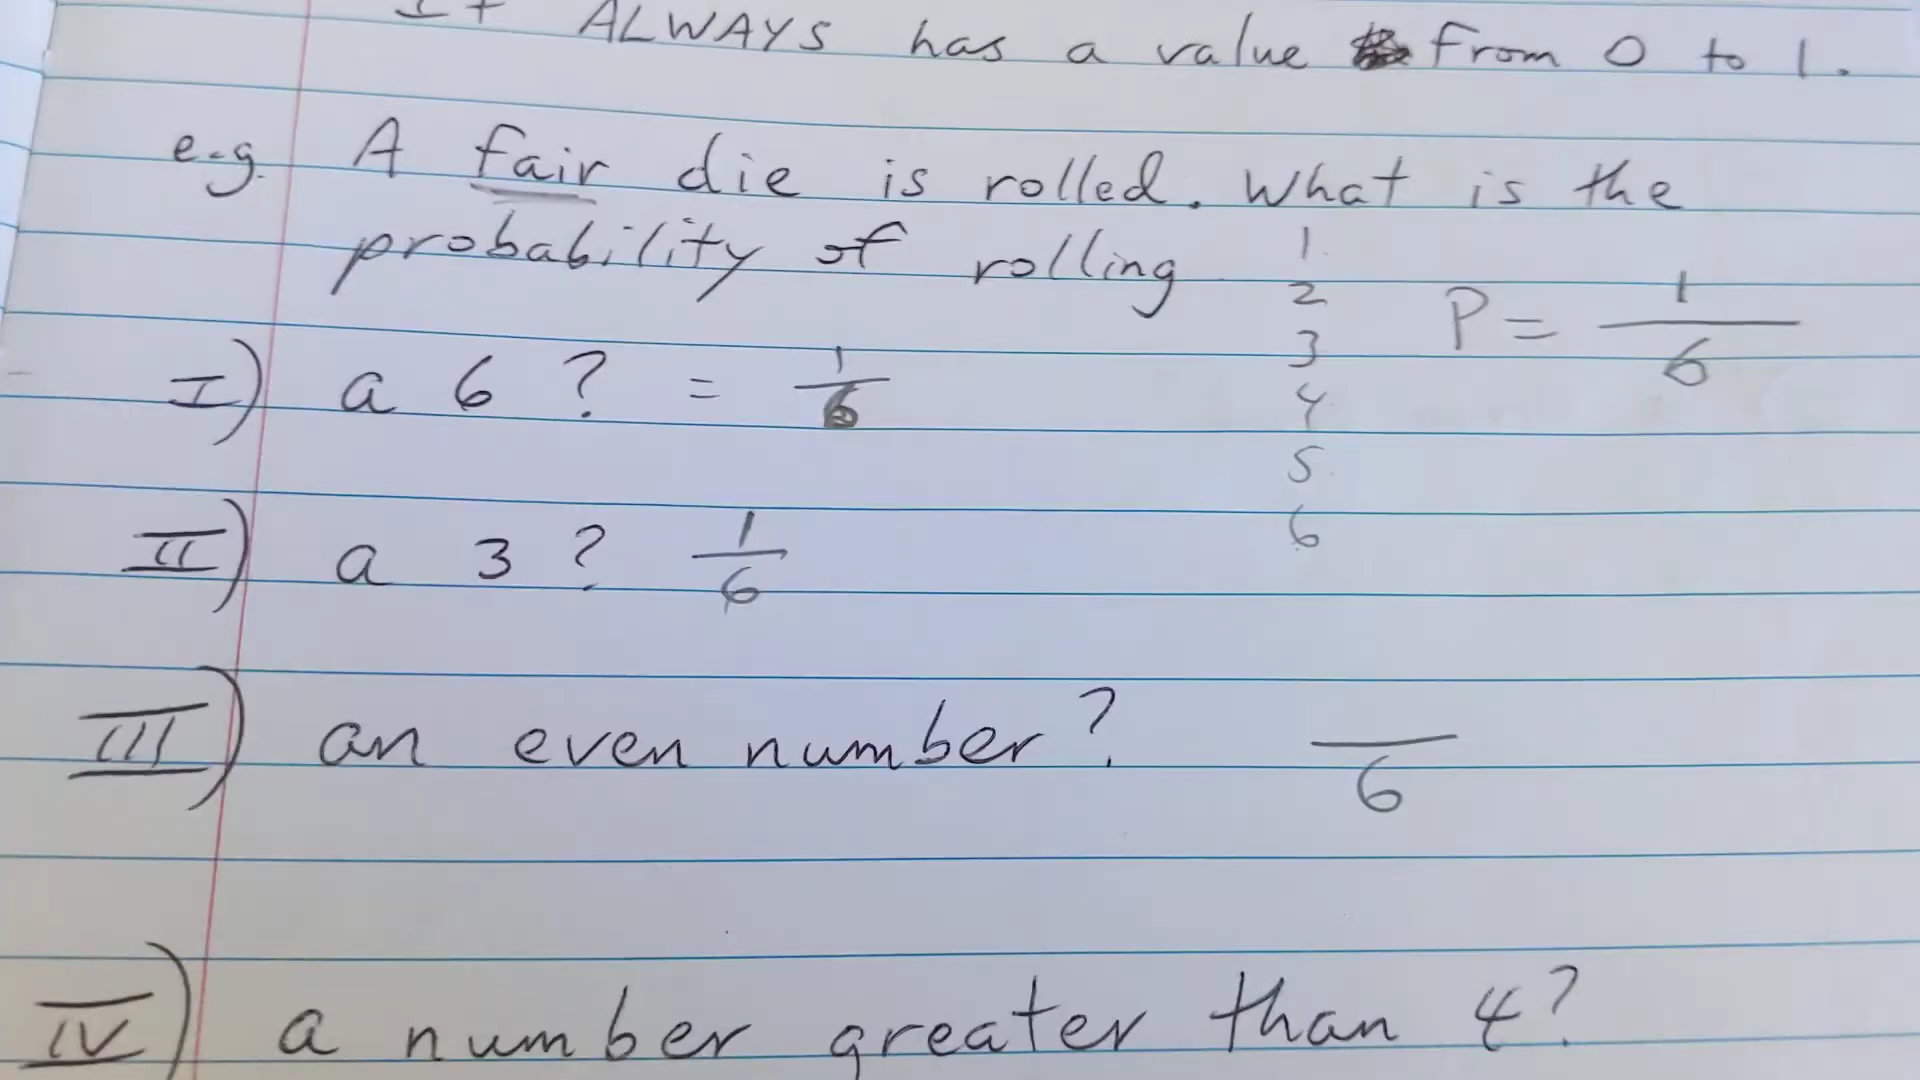 It ALWAYS has a value from 0 to 1.
e.g. A fair die is rolled. What is the
probability of rolling
1
2
3
4
5
6
P = 1/6
I) a 6 ? = 1/6
II) a 3 ? 1/6
III) an even number? /6
IV) a number greater than 4?